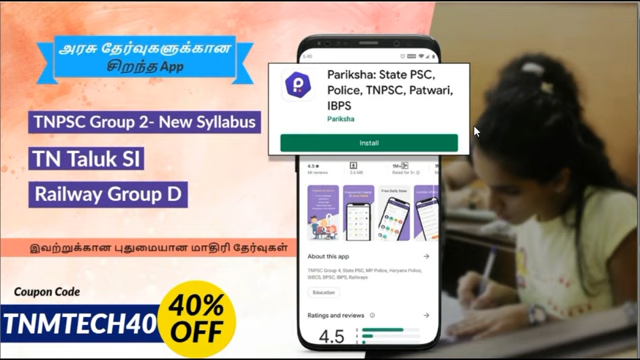 அரசு தேர்வுகளுக்கான
சிறந்த App
TNPSC Group 2- New Syllabus
TN Taluk SI
Railway Group D
இவற்றுக்கான புதுமையான மாதிரி தேர்வுகள்
Coupon Code
TNMTECH40
40%
OFF
Pariksha: State PSC,
Police, TNPSC, Patwari,
IBPS
Pariksha
Install
About this app
TNPSC Group 4, State PSC, MP Police, Haryana Police,
Education
Ratings and reviews
4.5